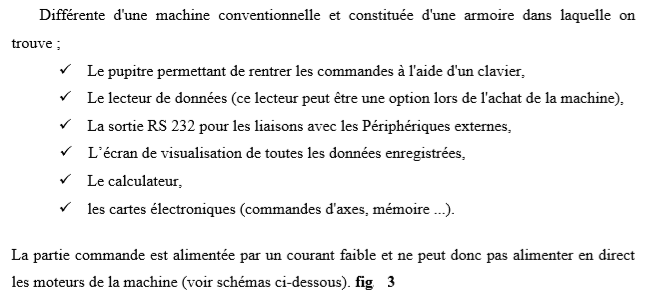 Différente d'une machine conventionnelle et constituée d'une armoire dans laquelle on
trouve ;
✓ Le pupitre permettant de rentrer les commandes à l'aide d'un clavier,
✓ Le lecteur de données (ce lecteur peut être une option lors de l'achat de la machine),
✓ La sortie RS 232 pour les liaisons avec les Périphériques externes,
✓ L'écran de visualisation de toutes les données enregistrées,
✓ Le calculateur,
✓ les cartes électroniques (commandes d'axes, mémoire ...).
La partie commande est alimentée par un courant faible et ne peut donc pas alimenter en direct
les moteurs de la machine (voir schémas ci-dessous). fig 3